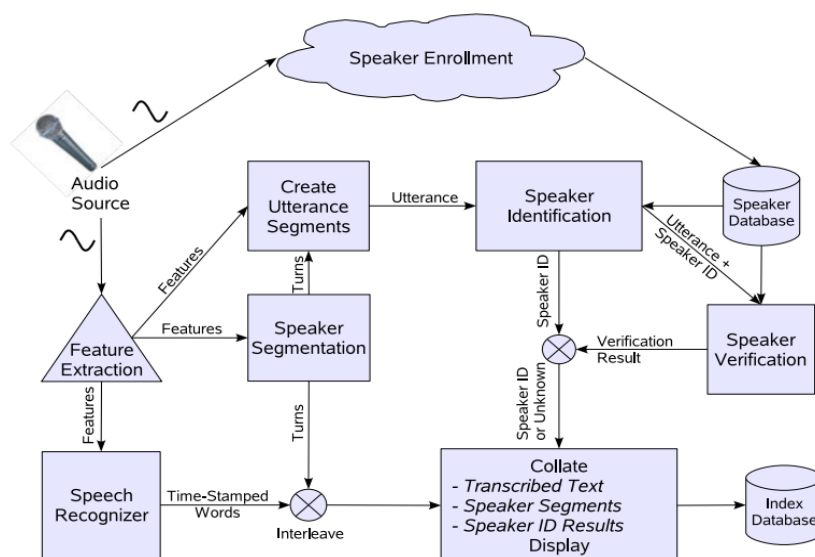 Speaker Enrollment
Audio
Source
Create
Utterance
Segments
Utterance
Speaker
Identification
Speaker
Database
Features
Turns
Utterance +
Speaker ID
Speaker ID
Feature
Extraction
Features
Speaker
Segmentation
Verification
Result
Speaker
Verification
Features
Turns
Speaker ID
or Unknown
Speech
Recognizer
Time-Stamped
Words
Interleave
Collate
- Transcribed Text
- Speaker Segments
- Speaker ID Results
Display
Index
Database